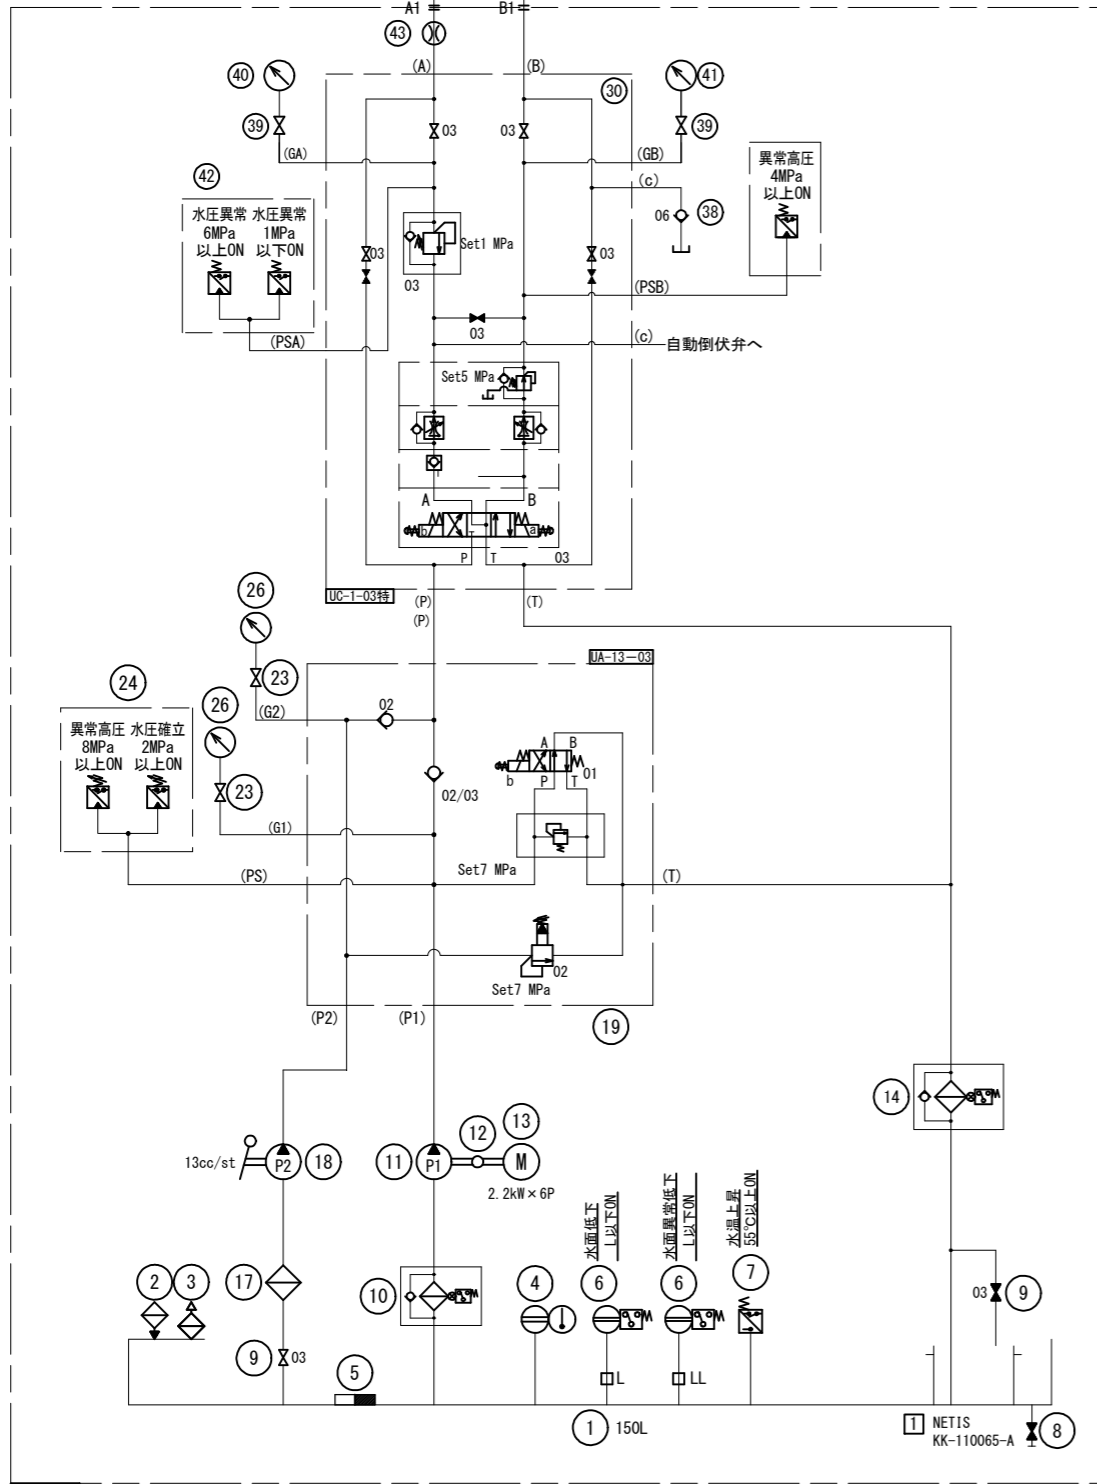 A1
B1
43
(A)
(B)
40
41
30
39
39
03
03
(GA)
(GB)
異常高圧
4MPa
以上ON
42
(c)
水圧異常
6MPa
以上ON
水圧異常
1MPa
以下ON
06
38
Set1 MPa
03
03
03
(PSB)
(PSA)
03
(c)
自動倒伏弁へ
Set5 MPa
A
B
b
T
a
P
T
03
UC-1-03特
(P)
(T)
(P)
26
UA-13-03
24
23
26
(G2)
02
異常高圧
8MPa
以上ON
水圧確立
2MPa
以上ON
A
B
01
b
P
T
23
02/03
(G1)
Set7 MPa
(PS)
(T)
02
Set7 MPa
(P2)
(P1)
19
14
13cc/st
P2
18
11
P1
12
13
M
2.2kW×6P
水面低下
L以下ON
水面異常低下
L以下ON
水温上昇
55℃以上ON
2
3
17
10
4
6
6
7
03
9
9
03
5
L
LL
1
150L
1
NETIS
KK-110065-A
8